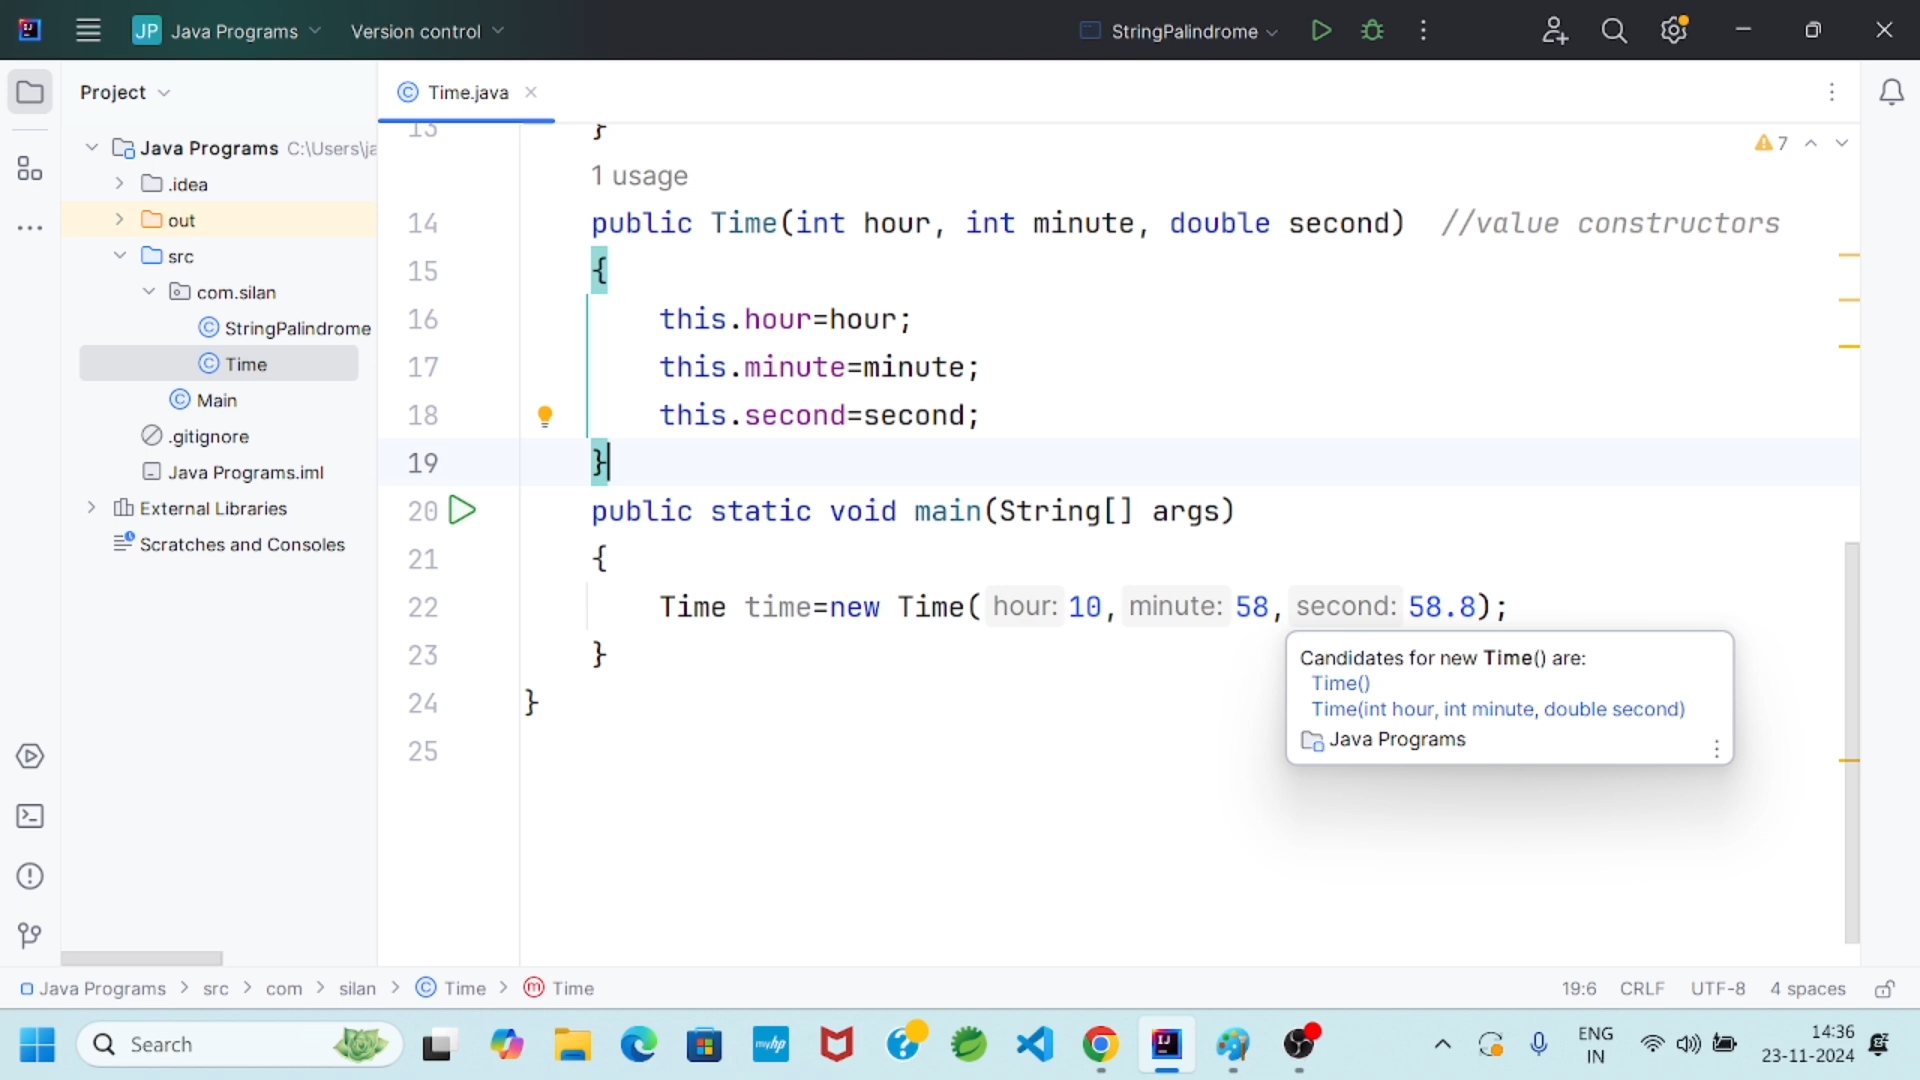 JP Java Programs Version control StringPalindrome
Project
Time.java
Java Programs C:\Users\ja
.idea
out
src
com.silan
StringPalindrome
Time
Main
.gitignore
Java Programs.iml
External Libraries
Scratches and Consoles
7
13 }
1 usage
14 public Time(int hour, int minute, double second) //value constructors
15 {
16 this.hour=hour;
17 this.minute=minute;
18 this.second=second;
19 }
20 public static void main(String[] args)
21 {
22 Time time=new Time( hour: 10, minute: 58, second: 58.8);
23 }
24 }
25
Candidates for new Time() are:
Time()
Time(int hour, int minute, double second)
Java Programs
Java Programs > src > com > silan > Time > Time
19:6 CRLF UTF-8 4 spaces
Search
myhp
ENG
IN
14:36
23-11-2024